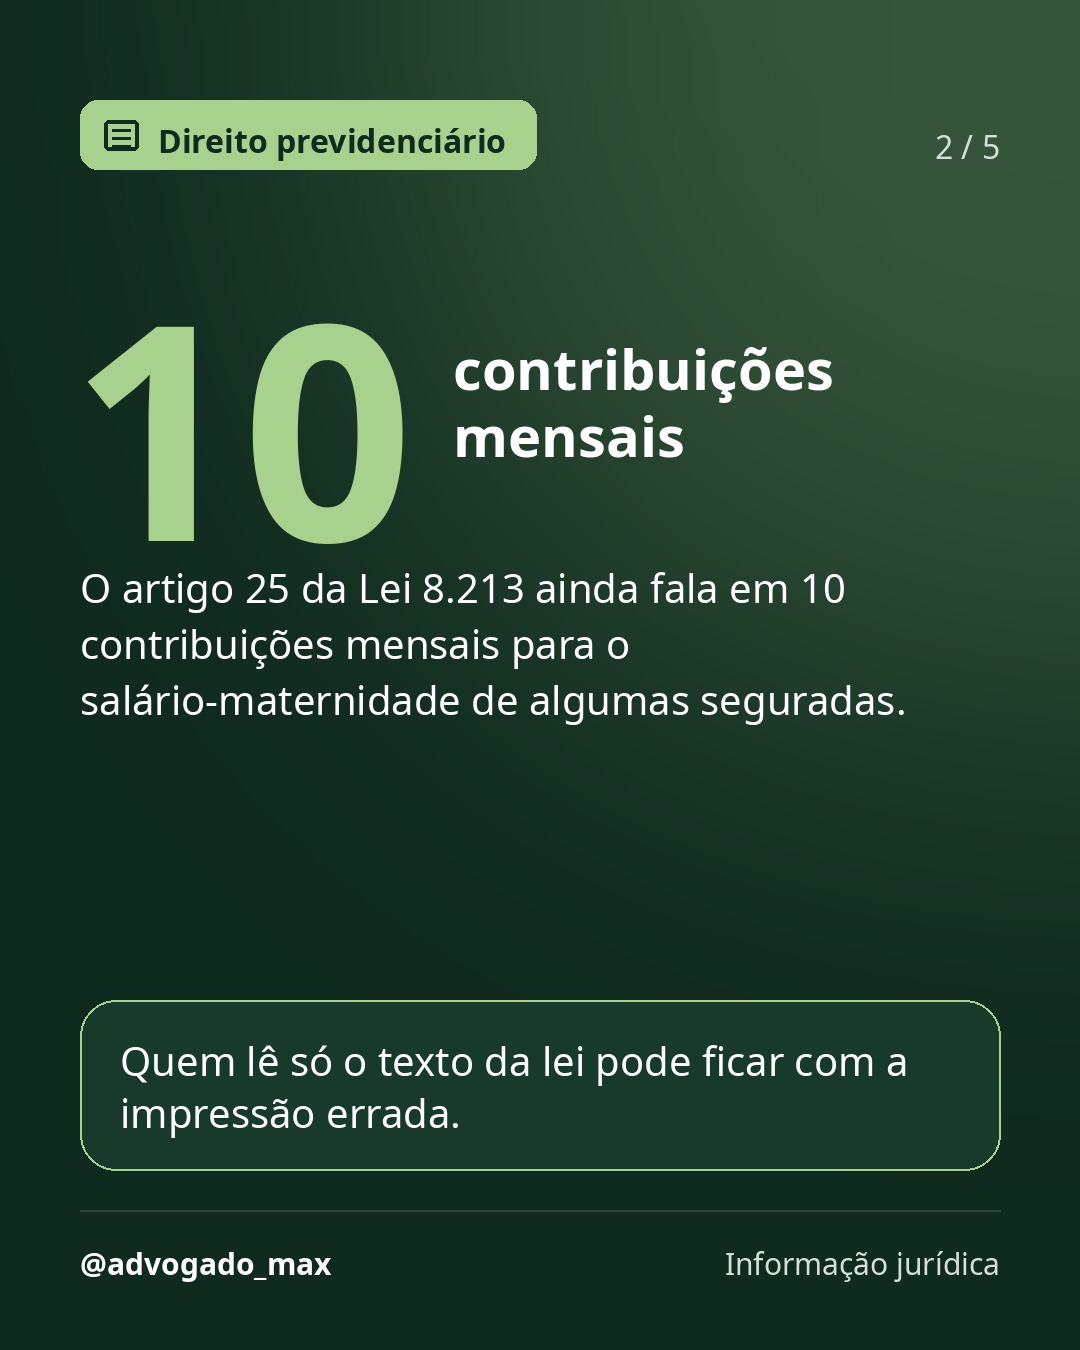 Direito previdenciário
2 / 5
10
contribuições
mensais
O artigo 25 da Lei 8.213 ainda fala em 10
contribuições mensais para o
salário-maternidade de algumas seguradas.
Quem lê só o texto da lei pode ficar com a
impressão errada.
@advogado_max
Informação jurídica